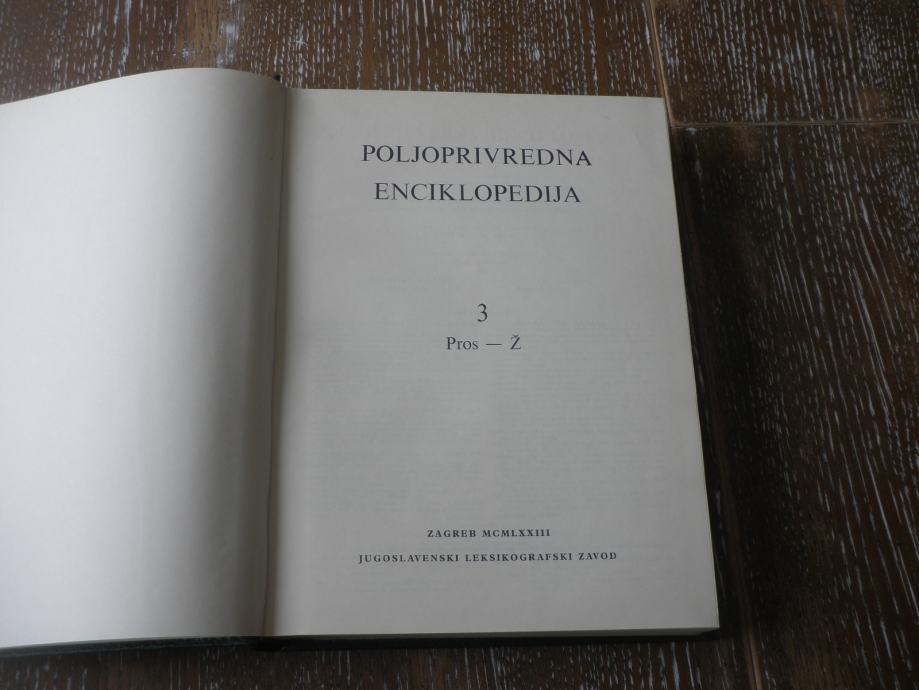 POLJOPRIVREDNA
ENCIKLOPEDIJA
3
Pros — Ž
ZAGREB MCMLXXIII
JUGOSLAVENSKI LEKSIKOGRAFSKI ZAVOD